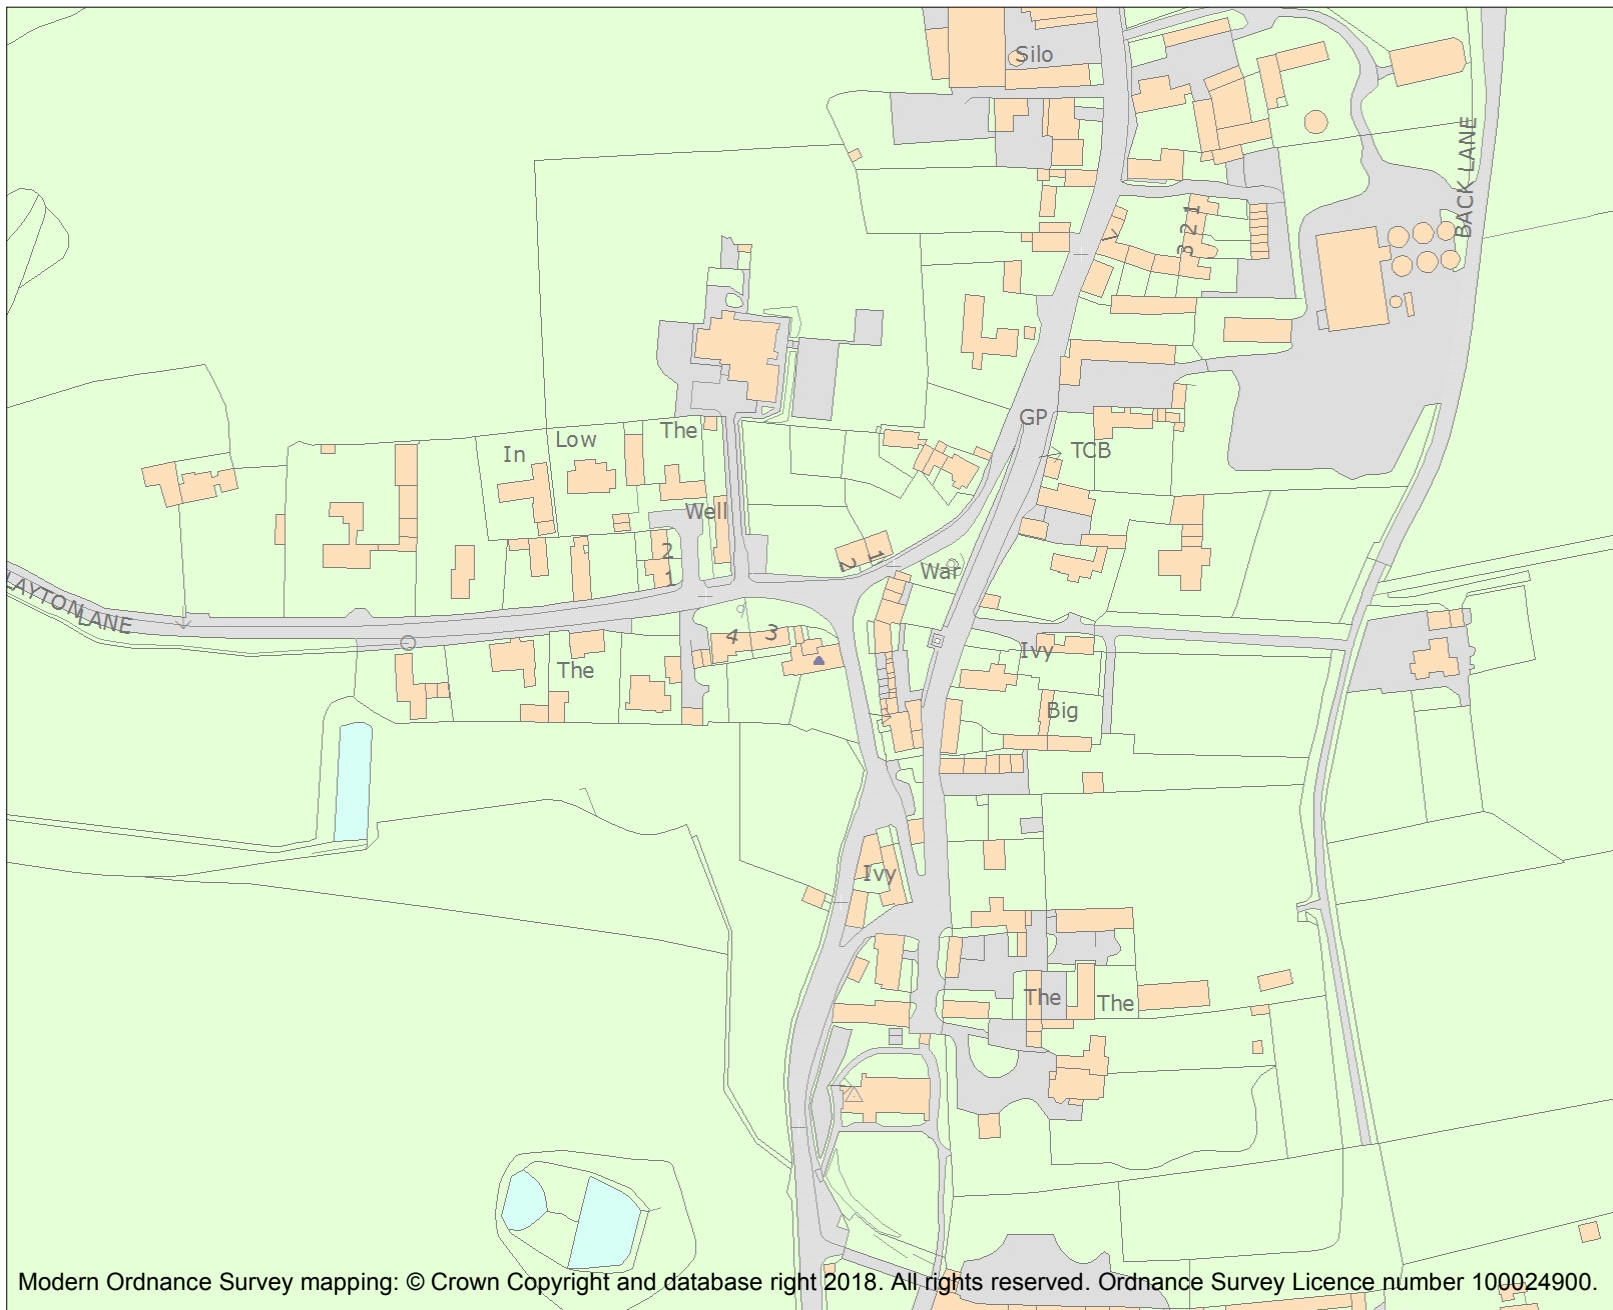 Silo
BACK LANE
1
2
3
7
GP
TCB
In
Low
The
Well
2
1
1
2
War
LAYTON LANE
4
3
The
Ivy
Big
Ivy
The
The
Modern Ordnance Survey mapping: © Crown Copyright and database right 2018. All rights reserved. Ordnance Survey Licence number 100024900.